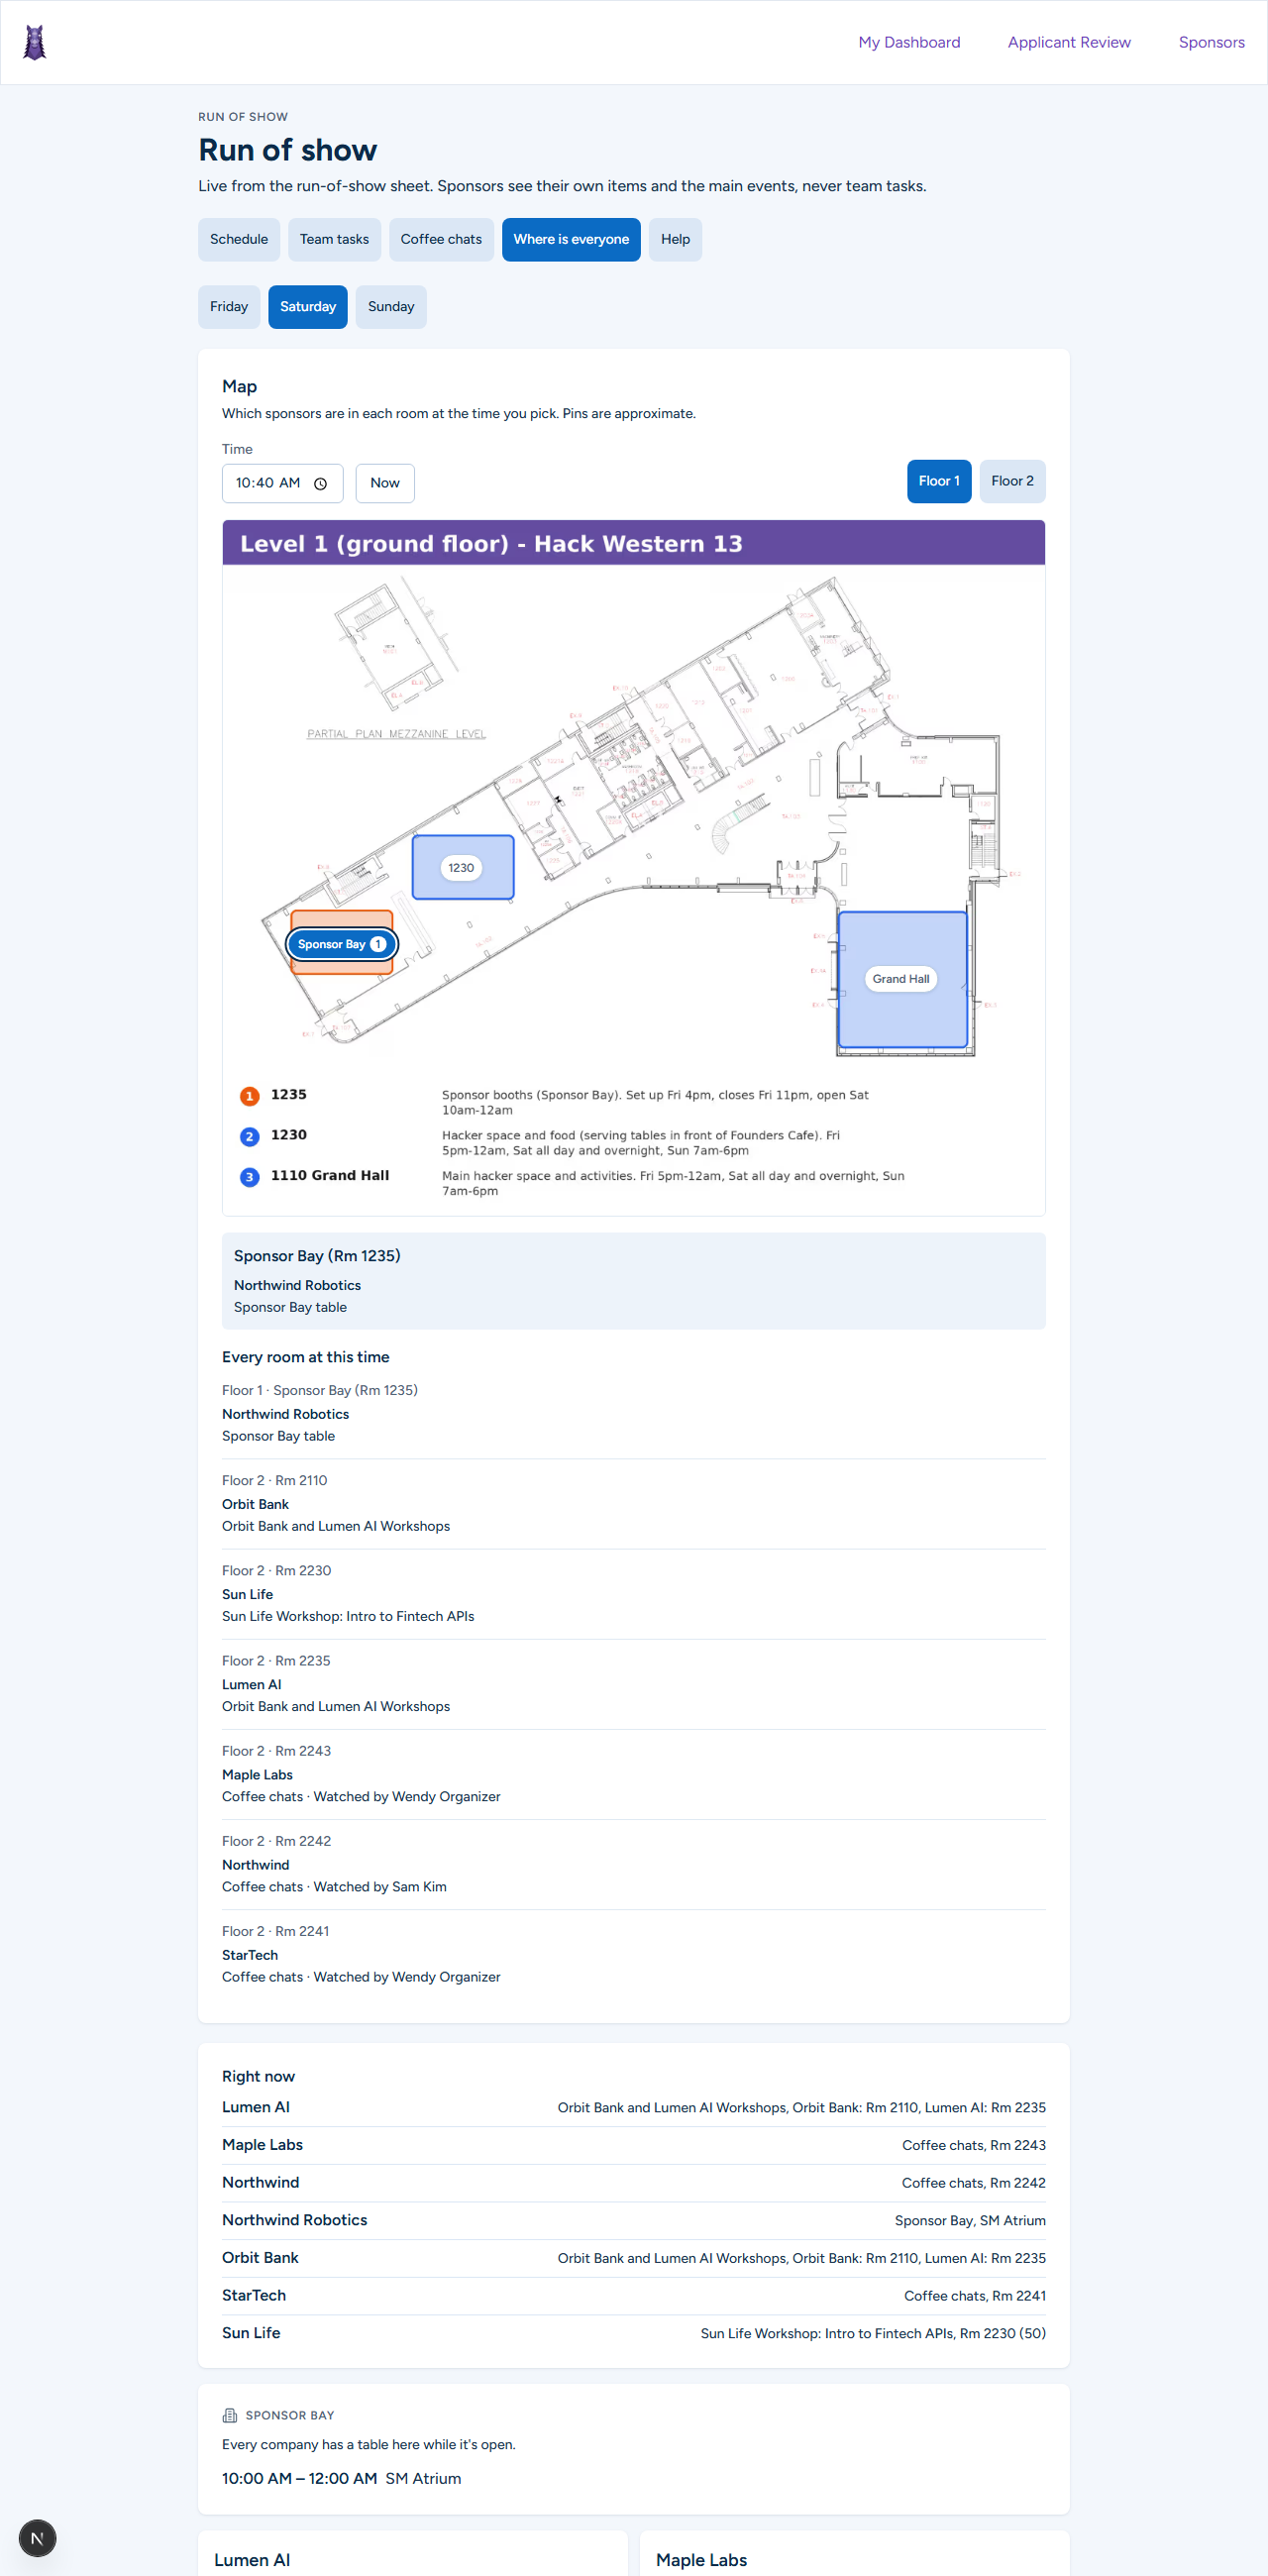 My Dashboard
Applicant Review
Sponsors
RUN OF SHOW
Run of show
Live from the run-of-show sheet. Sponsors see their own items and the main events, never team tasks.
Schedule
Team tasks
Coffee chats
Where is everyone
Help
Friday
Saturday
Sunday
Map
Which sponsors are in each room at the time you pick. Pins are approximate.
Time
10:40 AM
Now
Floor 1
Floor 2
Level 1 (ground floor) - Hack Western 13
PARTIAL PLAN MEZZANINE LEVEL
1230
Sponsor Bay 1
Grand Hall
1 1235 Sponsor booths (Sponsor Bay). Set up Fri 4pm, closes Fri 11pm, open Sat
10am-12am
2 1230 Hacker space and food (serving tables in front of Founders Cafe). Fri
5pm-12am, Sat all day and overnight, Sun 7am-6pm
3 1110 Grand Hall Main hacker space and activities. Fri 5pm-12am, Sat all day and overnight, Sun
7am-6pm
Sponsor Bay (Rm 1235)
Northwind Robotics
Sponsor Bay table
Every room at this time
Floor 1 · Sponsor Bay (Rm 1235)
Northwind Robotics
Sponsor Bay table
Floor 2 · Rm 2110
Orbit Bank
Orbit Bank and Lumen AI Workshops
Floor 2 · Rm 2230
Sun Life
Sun Life Workshop: Intro to Fintech APIs
Floor 2 · Rm 2235
Lumen AI
Orbit Bank and Lumen AI Workshops
Floor 2 · Rm 2243
Maple Labs
Coffee chats · Watched by Wendy Organizer
Floor 2 · Rm 2242
Northwind
Coffee chats · Watched by Sam Kim
Floor 2 · Rm 2241
StarTech
Coffee chats · Watched by Wendy Organizer
Right now
Lumen AI Orbit Bank and Lumen AI Workshops, Orbit Bank: Rm 2110, Lumen AI: Rm 2235
Maple Labs Coffee chats, Rm 2243
Northwind Coffee chats, Rm 2242
Northwind Robotics Sponsor Bay, SM Atrium
Orbit Bank Orbit Bank and Lumen AI Workshops, Orbit Bank: Rm 2110, Lumen AI: Rm 2235
StarTech Coffee chats, Rm 2241
Sun Life Sun Life Workshop: Intro to Fintech APIs, Rm 2230 (50)
SPONSOR BAY
Every company has a table here while it's open.
10:00 AM – 12:00 AM SM Atrium
N
Lumen AI
Maple Labs